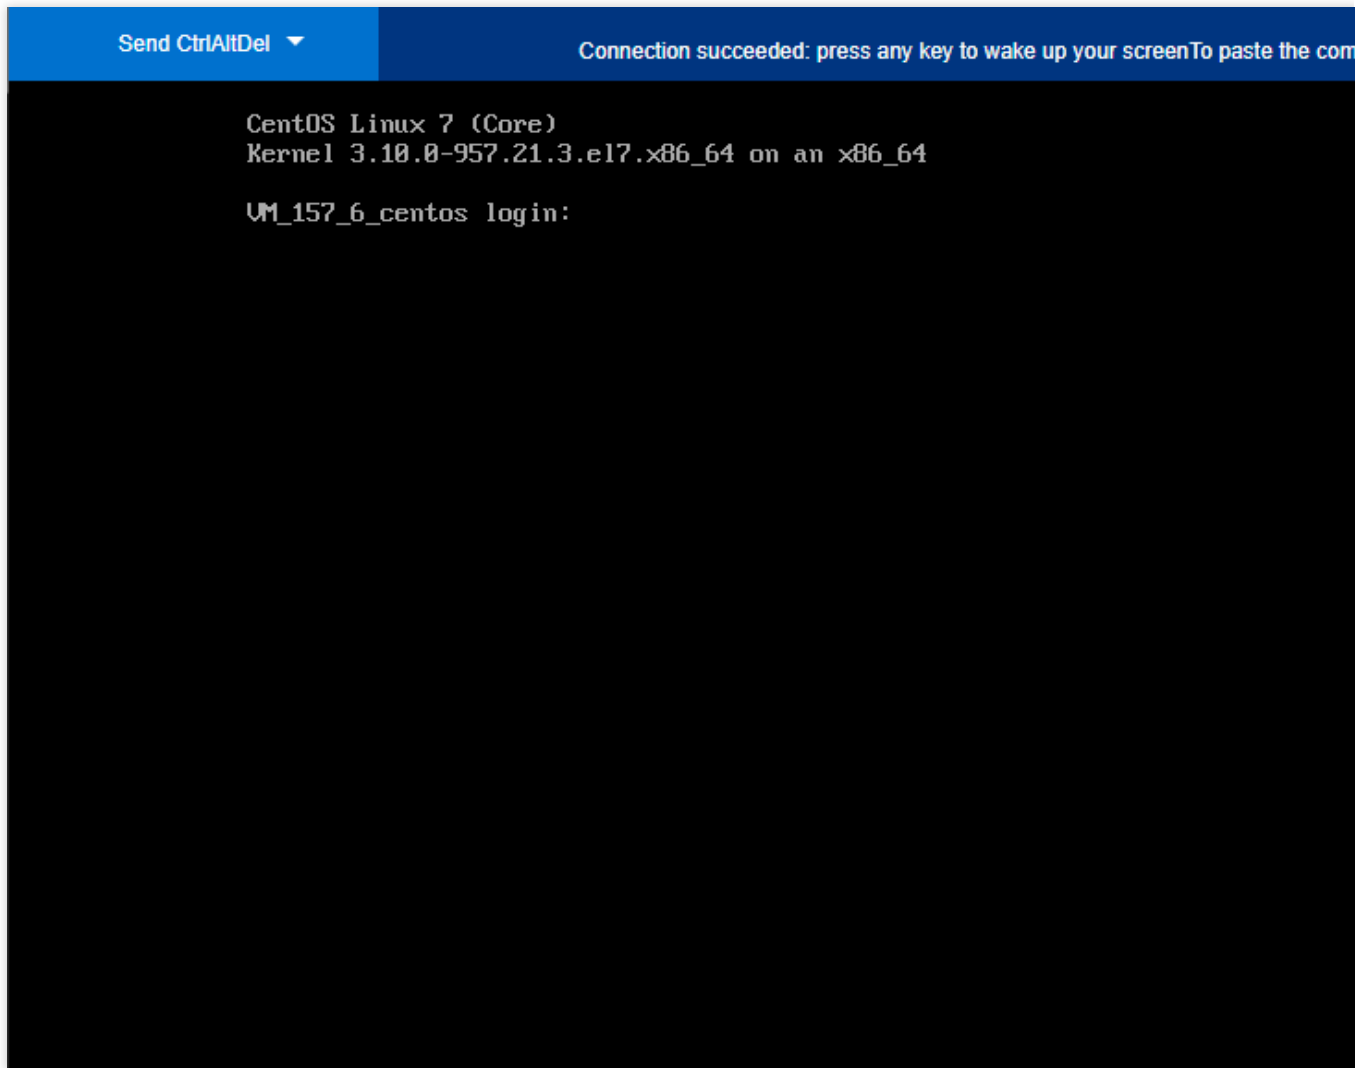 Send CtrlAltDel
Connection succeeded: press any key to wake up your screenTo paste the com
CentOS Linux 7 (Core)
Kernel 3.10.0-957.21.3.el7.x86_64 on an x86_64
VM_157_6_centos login: